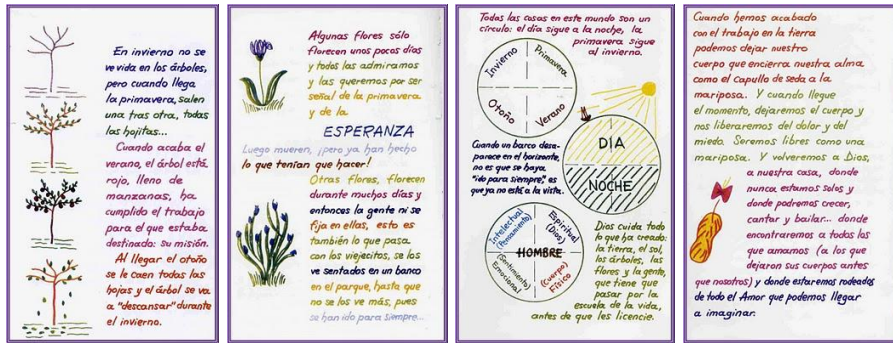 En invierno no se
ve vida en los árboles,
pero cuando llega
la primavera, salen
una tras otra, todas
las hojitas...
Cuando acaba el
verano, el árbol está
rojo, lleno de
manzanas, ha
cumplido el trabajo
para el que estaba
destinado: su misión.
Al llegar el otoño
se le caen todas las
hojas y el árbol se va
a "descansar" durante
el invierno.
Algunas flores sólo
florecen unos pocos días
y todos las admiramos
y las queremos por ser
señal de la primavera
y de la
ESPERANZA
Luego mueren, ¡pero ya han hecho
lo que tenían que hacer!
Otras flores, florecen
durante muchos días y
entonces la gente ni se
fija en ellas, esto es
también lo que pasa
con los viejecitos, se los
ve sentados en un banco
en el parque, hasta que
no se los ve más, pues
se han ido para siempre...
Todas las cosas en este mundo son un
círculo: el día sigue a la noche, la
primavera sigue
al invierno.
Invierno
Primavera
Otoño
Verano
Cuando un barco desa-
parece en el horizonte,
no es que se haya
"ido para siempre", es
que ya no está a la vista.
DIA
NOCHE
Intelectual
(Pensamiento)
Espiritual
(Dios)
HOMBRE
(Sentimiento)
Emocional
(Cuerpo)
Físico
Dios cuida todo
lo que ha creado:
la tierra, el sol,
los árboles, las
flores y la gente,
que tiene que
pasar por la
escuela de la vida,
antes de que les licencie.
Cuando hemos acabado
con el trabajo en la tierra
podemos dejar nuestro
cuerpo que encierra nuestra alma
como el capullo de seda a la
mariposa. Y cuando llegue
el momento, dejaremos el cuerpo y
nos liberaremos del dolor y del
miedo. Seremos libres como una
mariposa. Y volveremos a Dios,
a nuestra casa, donde
nunca estamos solos y
donde podremos crecer,
cantar y bailar... donde
encontraremos a todos los
que amamos (a los que
dejaron sus cuerpos antes
que nosotros) y donde estaremos rodeados
de todo el Amor que podemos llegar
a imaginar.